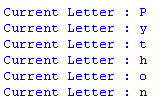 Current Letter : P
Current Letter : y
Current Letter : t
Current Letter : h
Current Letter : o
Current Letter : n